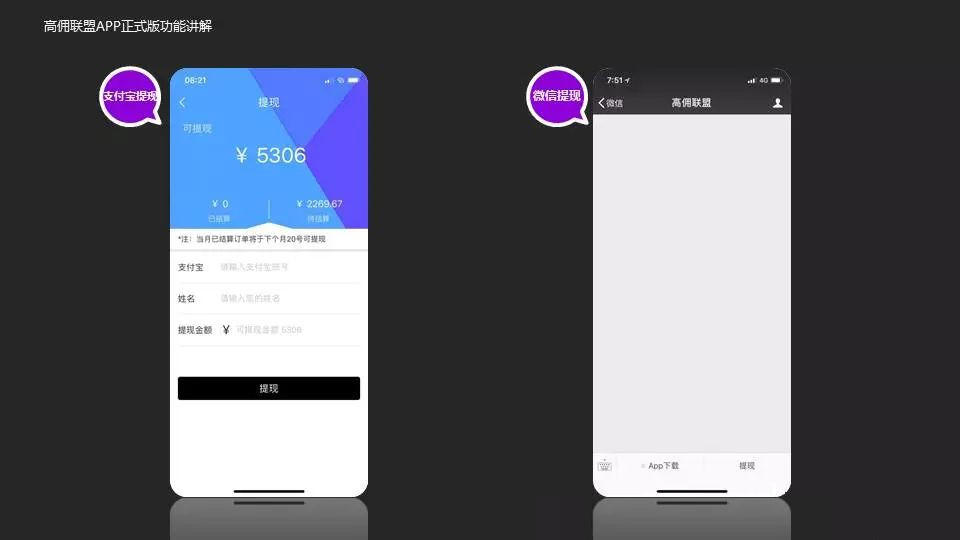 高佣联盟APP正式版功能讲解
支付宝提现
06:21
提现
可提现
¥ 5306
¥ 0
¥ 2269.67
已结算
待结算
*注：当月已结算订单将于下个月20号可提现
支付宝 请输入支付宝账号
姓名 请输入您的姓名
提现金额 ¥ 可提现金额 5306
提现
微信提现
7:51
4G
微信
高佣联盟
App下载
提现